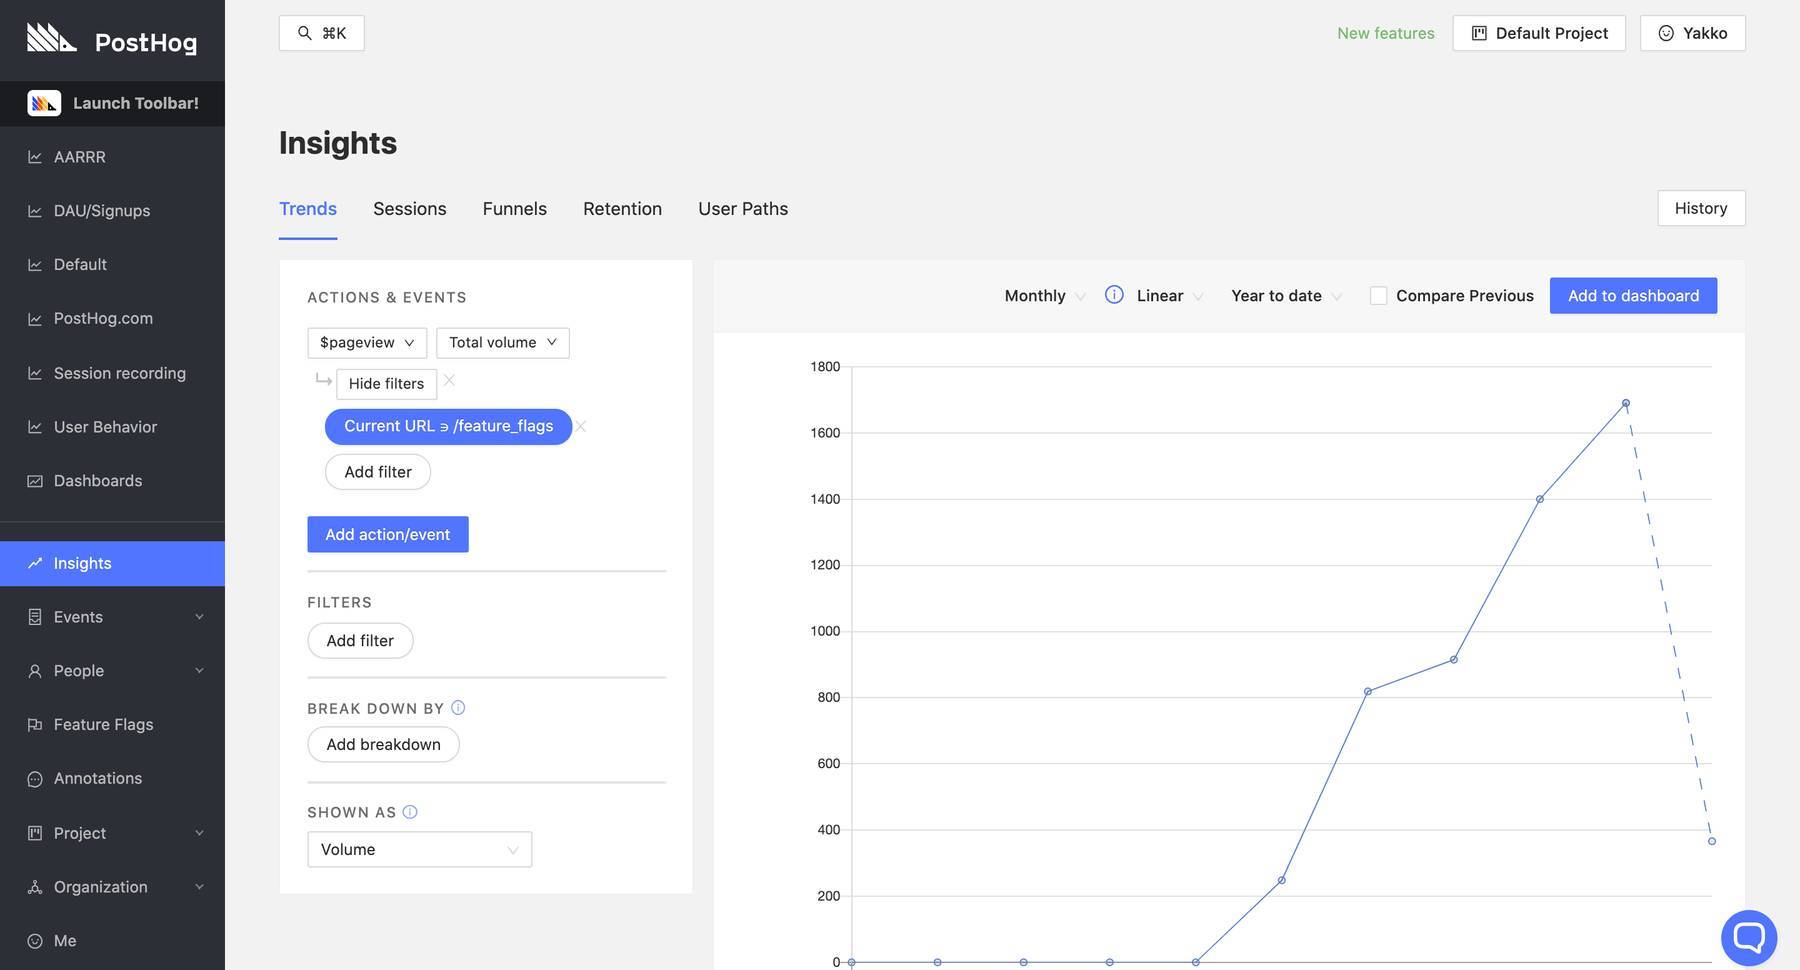 PostHog
Launch Toolbar!
AARRR
DAU/Signups
Default
PostHog.com
Session recording
User Behavior
Dashboards
Insights
Events
People
Feature Flags
Annotations
Project
Organization
Me
⌘K
New features
Default Project
Yakko
Insights
Trends
Sessions
Funnels
Retention
User Paths
History
ACTIONS & EVENTS
$pageview
Total volume
Hide filters
Current URL ∋ /feature_flags
Add filter
Add action/event
FILTERS
Add filter
BREAK DOWN BY
Add breakdown
SHOWN AS
Volume
Monthly
Linear
Year to date
Compare Previous
Add to dashboard
1800
1600
1400
1200
1000
800
600
400
200
0